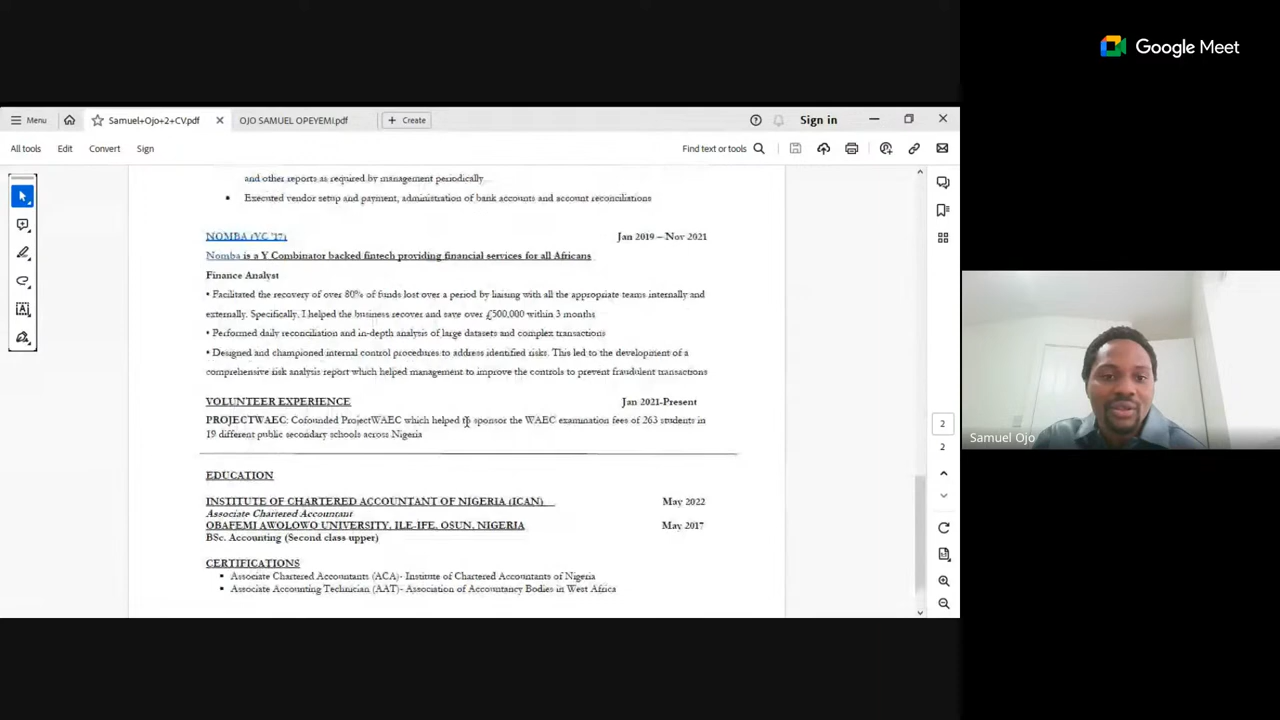 Google Meet
Menu
Samuel+Ojo+2+CV.pdf
OJO SAMUEL OPEYEMI.pdf
Create
Sign in
All tools
Edit
Convert
Sign
Find text or tools
and other reports as required by management periodically
Executed vendor setup and payment, administration of bank accounts and account reconciliations
NOMBA (YC '17) Jan 2019 – Nov 2021
Nomba is a Y Combinator backed fintech providing financial services for all Africans
Finance Analyst
• Facilitated the recovery of over 80% of funds lost over a period by liaising with all the appropriate teams internally and
externally. Specifically, I helped the business recover and save over £500,000 within 3 months
• Performed daily reconciliation and in-depth analysis of large datasets and complex transactions
• Designed and championed internal control procedures to address identified risks. This led to the development of a
comprehensive risk analysis report which helped management to improve the controls to prevent fraudulent transactions
VOLUNTEER EXPERIENCE Jan 2021-Present
PROJECTWAEC: Cofounded ProjectWAEC which helped to sponsor the WAEC examination fees of 263 students in
19 different public secondary schools across Nigeria
EDUCATION
INSTITUTE OF CHARTERED ACCOUNTANT OF NIGERIA (ICAN) May 2022
Associate Chartered Accountant
OBAFEMI AWOLOWO UNIVERSITY, ILE-IFE, OSUN, NIGERIA May 2017
BSc. Accounting (Second class upper)
CERTIFICATIONS
▪ Associate Chartered Accountants (ACA)- Institute of Chartered Accountants of Nigeria
▪ Associate Accounting Technician (AAT)- Association of Accountancy Bodies in West Africa
2
2
Samuel Ojo